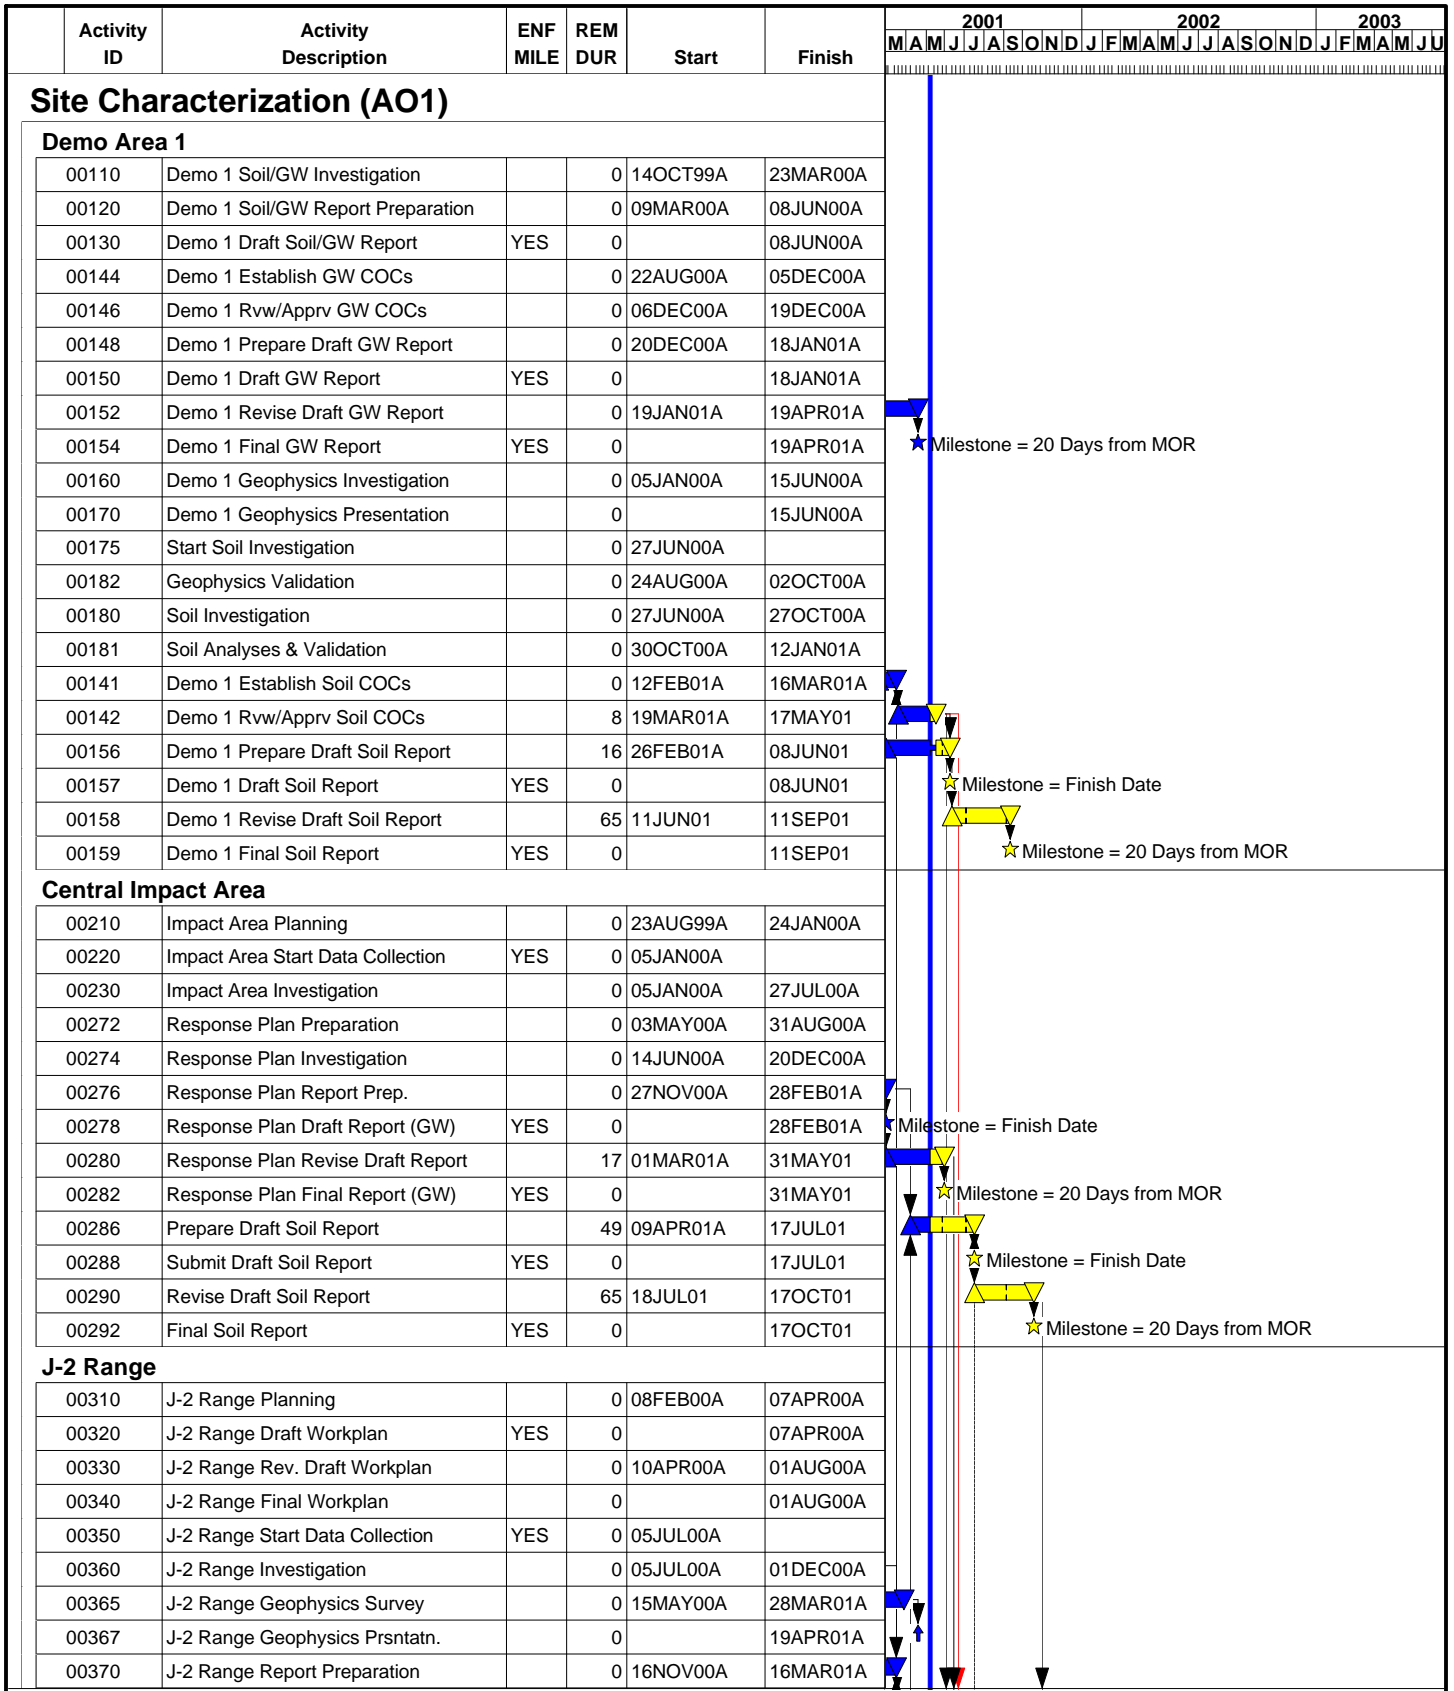 Activity ID Activity Description ENF MILE REM DUR Start Finish 2001 2002 2003
M A M J J A S O N D J F M A M J J A S O N D J F M A M J U
Site Characterization (AO1)
Demo Area 1
00110 Demo 1 Soil/GW Investigation 0 14OCT99A 23MAR00A
00120 Demo 1 Soil/GW Report Preparation 0 09MAR00A 08JUN00A
00130 Demo 1 Draft Soil/GW Report YES 0 08JUN00A
00144 Demo 1 Establish GW COCs 0 22AUG00A 05DEC00A
00146 Demo 1 Rvw/Apprv GW COCs 0 06DEC00A 19DEC00A
00148 Demo 1 Prepare Draft GW Report 0 20DEC00A 18JAN01A
00150 Demo 1 Draft GW Report YES 0 18JAN01A
00152 Demo 1 Revise Draft GW Report 0 19JAN01A 19APR01A
00154 Demo 1 Final GW Report YES 0 19APR01A Milestone = 20 Days from MOR
00160 Demo 1 Geophysics Investigation 0 05JAN00A 15JUN00A
00170 Demo 1 Geophysics Presentation 0 15JUN00A
00175 Start Soil Investigation 0 27JUN00A
00182 Geophysics Validation 0 24AUG00A 02OCT00A
00180 Soil Investigation 0 27JUN00A 27OCT00A
00181 Soil Analyses & Validation 0 30OCT00A 12JAN01A
00141 Demo 1 Establish Soil COCs 0 12FEB01A 16MAR01A
00142 Demo 1 Rvw/Apprv Soil COCs 8 19MAR01A 17MAY01
00156 Demo 1 Prepare Draft Soil Report 16 26FEB01A 08JUN01
00157 Demo 1 Draft Soil Report YES 0 08JUN01 Milestone = Finish Date
00158 Demo 1 Revise Draft Soil Report 65 11JUN01 11SEP01
00159 Demo 1 Final Soil Report YES 0 11SEP01 Milestone = 20 Days from MOR
Central Impact Area
00210 Impact Area Planning 0 23AUG99A 24JAN00A
00220 Impact Area Start Data Collection YES 0 05JAN00A
00230 Impact Area Investigation 0 05JAN00A 27JUL00A
00272 Response Plan Preparation 0 03MAY00A 31AUG00A
00274 Response Plan Investigation 0 14JUN00A 20DEC00A
00276 Response Plan Report Prep. 0 27NOV00A 28FEB01A
00278 Response Plan Draft Report (GW) YES 0 28FEB01A Milestone = Finish Date
00280 Response Plan Revise Draft Report 17 01MAR01A 31MAY01
00282 Response Plan Final Report (GW) YES 0 31MAY01 Milestone = 20 Days from MOR
00286 Prepare Draft Soil Report 49 09APR01A 17JUL01
00288 Submit Draft Soil Report YES 0 17JUL01 Milestone = Finish Date
00290 Revise Draft Soil Report 65 18JUL01 17OCT01
00292 Final Soil Report YES 0 17OCT01 Milestone = 20 Days from MOR
J-2 Range
00310 J-2 Range Planning 0 08FEB00A 07APR00A
00320 J-2 Range Draft Workplan YES 0 07APR00A
00330 J-2 Range Rev. Draft Workplan 0 10APR00A 01AUG00A
00340 J-2 Range Final Workplan 0 01AUG00A
00350 J-2 Range Start Data Collection YES 0 05JUL00A
00360 J-2 Range Investigation 0 05JUL00A 01DEC00A
00365 J-2 Range Geophysics Survey 0 15MAY00A 28MAR01A
00367 J-2 Range Geophysics Prsntatn. 0 19APR01A
00370 J-2 Range Report Preparation 0 16NOV00A 16MAR01A